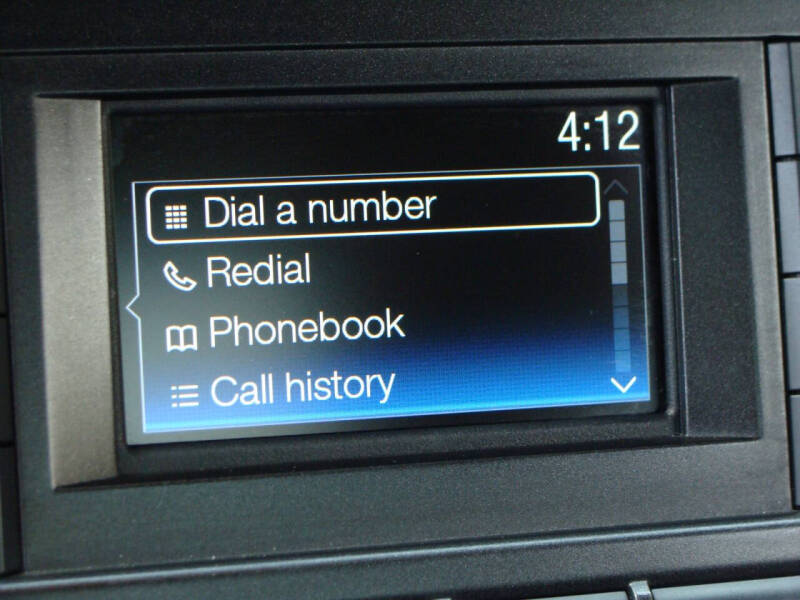 4:12
Dial a number
Redial
Phonebook
Call history